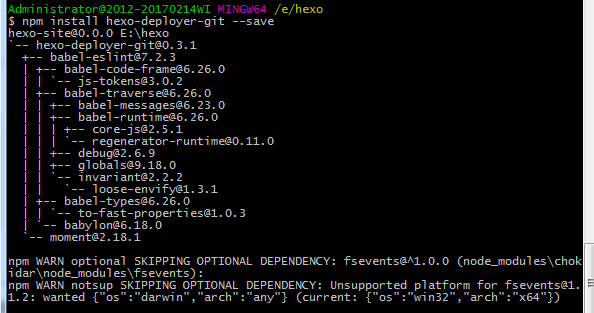 Administrator@2012-20170214WI MINGW64 /e/hexo
$ npm install hexo-deployer-git --save
hexo-site@0.0.0 E:\hexo
`-- hexo-deployer-git@0.3.1
  +-- babel-eslint@7.2.3
  | +-- babel-code-frame@6.26.0
  | | `-- js-tokens@3.0.2
  | +-- babel-traverse@6.26.0
  | | +-- babel-messages@6.23.0
  | | +-- babel-runtime@6.26.0
  | | | +-- core-js@2.5.1
  | | | `-- regenerator-runtime@0.11.0
  | | +-- debug@2.6.9
  | | +-- globals@9.18.0
  | | `-- invariant@2.2.2
  | |   `-- loose-envify@1.3.1
  | +-- babel-types@6.26.0
  | | `-- to-fast-properties@1.0.3
  | `-- babylon@6.18.0
  `-- moment@2.18.1

npm WARN optional SKIPPING OPTIONAL DEPENDENCY: fsevents@^1.0.0 (node_modules\chok
idar\node_modules\fsevents):
npm WARN notsup SKIPPING OPTIONAL DEPENDENCY: Unsupported platform for fsevents@1.
1.2: wanted {"os":"darwin","arch":"any"} (current: {"os":"win32","arch":"x64"})